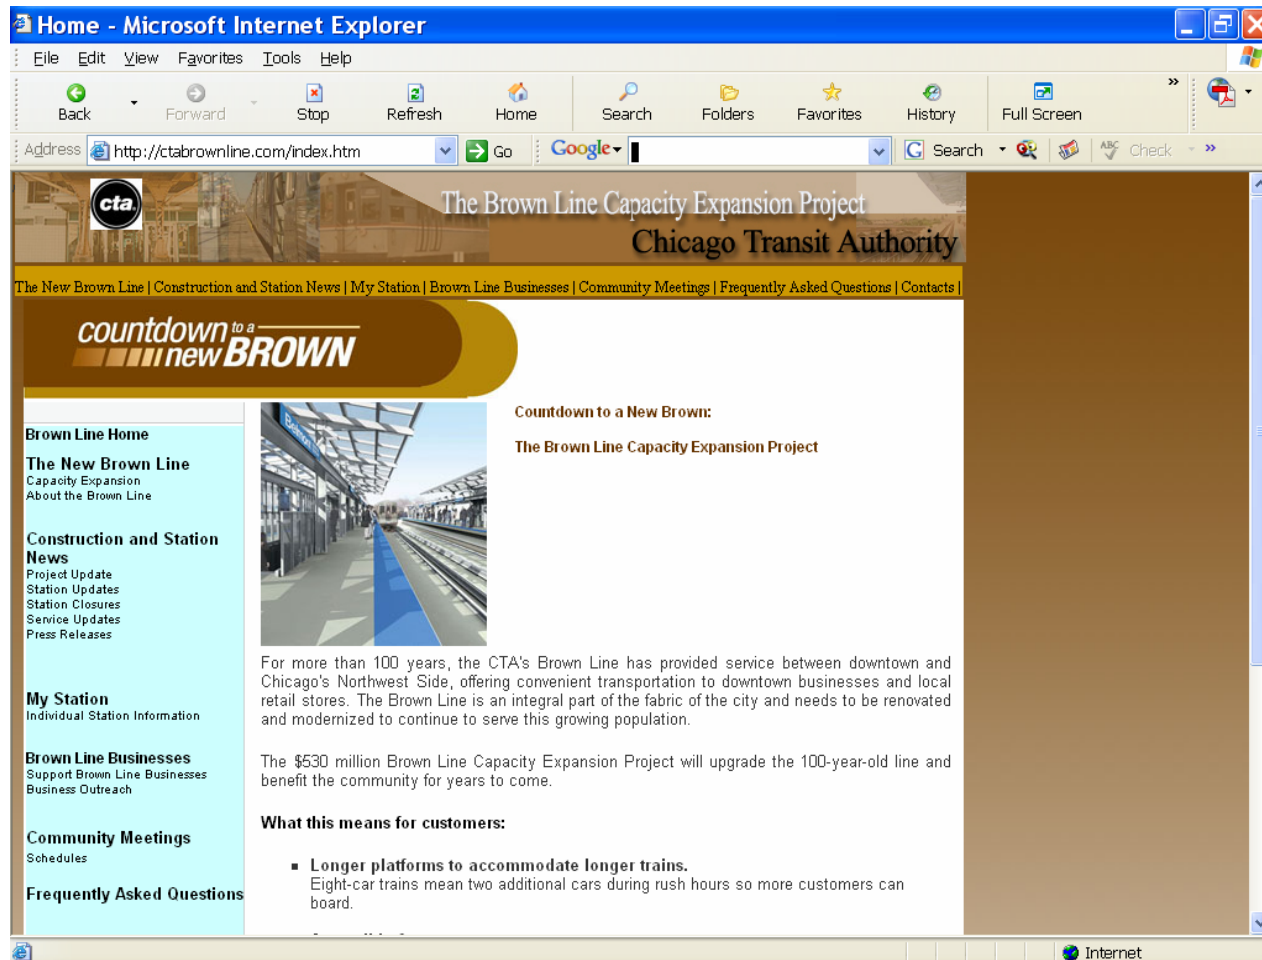 Home - Microsoft Internet Explorer
File Edit View Favorites Tools Help
Back Forward Stop Refresh Home Search Folders Favorites History Full Screen »
Address http://ctabrownline.com/index.htm Go Google Search ABC Check »
cta
The Brown Line Capacity Expansion Project
Chicago Transit Authority
The New Brown Line | Construction and Station News | My Station | Brown Line Businesses | Community Meetings | Frequently Asked Questions | Contacts |
countdown to a
new BROWN
Belmont
Countdown to a New Brown:
The Brown Line Capacity Expansion Project
Brown Line Home
The New Brown Line
Capacity Expansion
About the Brown Line
Construction and Station
News
Project Update
Station Updates
Station Closures
Service Updates
Press Releases
My Station
Individual Station Information
Brown Line Businesses
Support Brown Line Businesses
Business Outreach
Community Meetings
Schedules
Frequently Asked Questions
For more than 100 years, the CTA's Brown Line has provided service between downtown and
Chicago's Northwest Side, offering convenient transportation to downtown businesses and local
retail stores. The Brown Line is an integral part of the fabric of the city and needs to be renovated
and modernized to continue to serve this growing population.
The $530 million Brown Line Capacity Expansion Project will upgrade the 100-year-old line and
benefit the community for years to come.
What this means for customers:
▪ Longer platforms to accommodate longer trains.
Eight-car trains mean two additional cars during rush hours so more customers can
board.
Internet